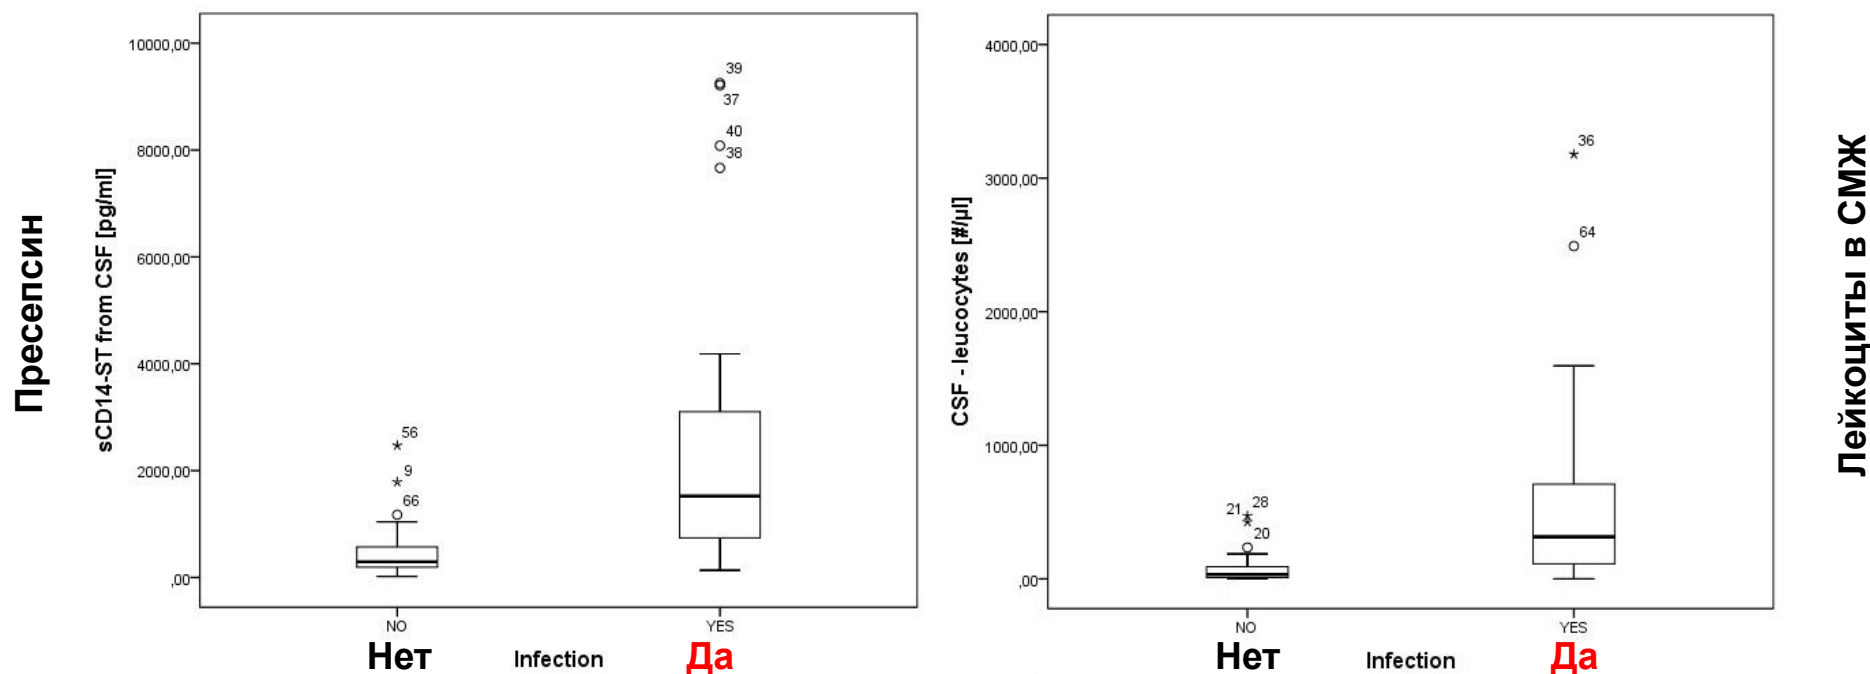 Пресепсин
sCD14-ST from CSF [pg/ml]
10000,00
8000,00
6000,00
4000,00
2000,00
,00
39
37
40
38
56
9
66
NO
YES
Нет
Infection
Да
CSF - leucocytes [#/µl]
4000,00
3000,00
2000,00
1000,00
,00
36
64
21
28
20
NO
YES
Нет
Infection
Да
Лейкоциты в СМЖ